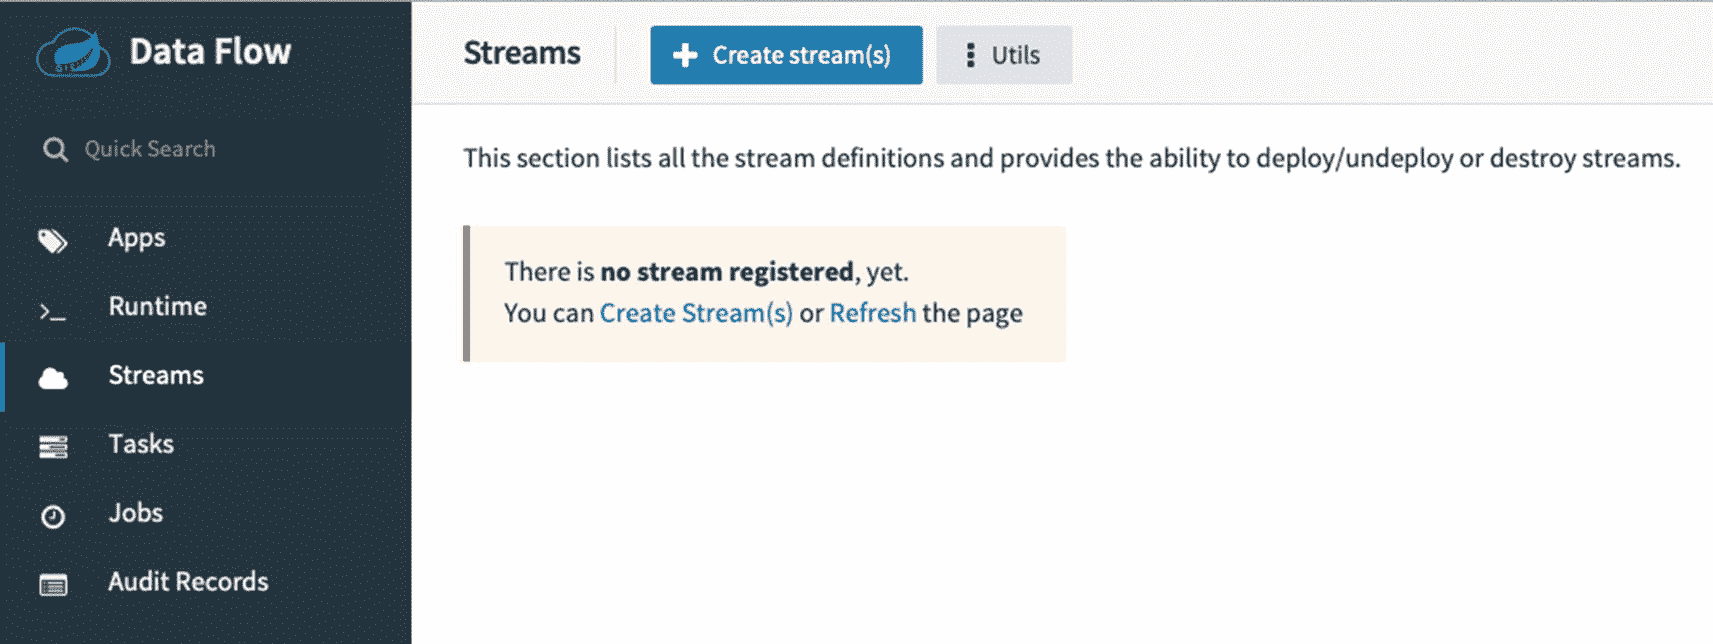 Data Flow
Quick Search
Apps
Runtime
Streams
Tasks
Jobs
Audit Records
Streams
Create stream(s)
Utils
This section lists all the stream definitions and provides the ability to deploy/undeploy or destroy streams.
There is no stream registered, yet.
You can Create Stream(s) or Refresh the page